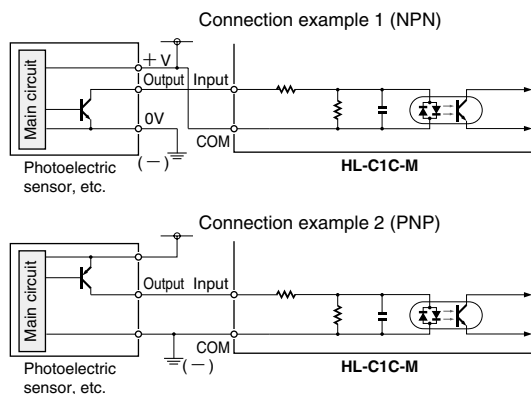 Connection example 1 (NPN)
Main circuit
+V
Output
Input
0V
(−)
COM
Photoelectric
sensor, etc.
HL-C1C-M
Connection example 2 (PNP)
Main circuit
Output
Input
COM
(−)
Photoelectric
sensor, etc.
HL-C1C-M